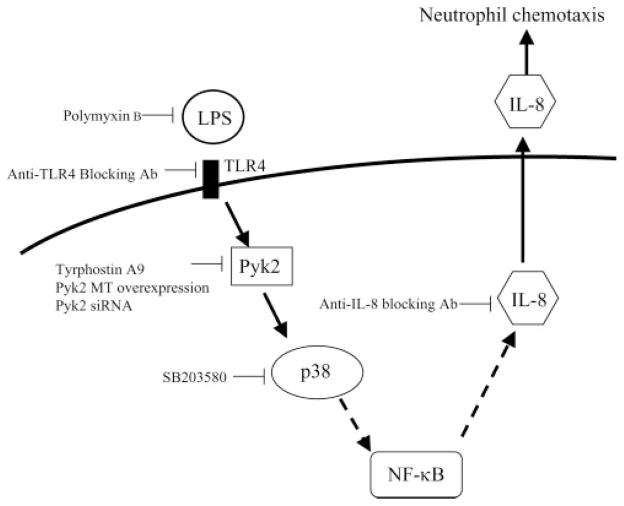 Neutrophil chemotaxis
IL-8
Polymyxin B
LPS
Anti-TLR4 Blocking Ab
TLR4
Tyrphostin A9
Pyk2 MT overexpression
Pyk2 siRNA
Pyk2
Anti-IL-8 blocking Ab
IL-8
SB203580
p38
NF-κB